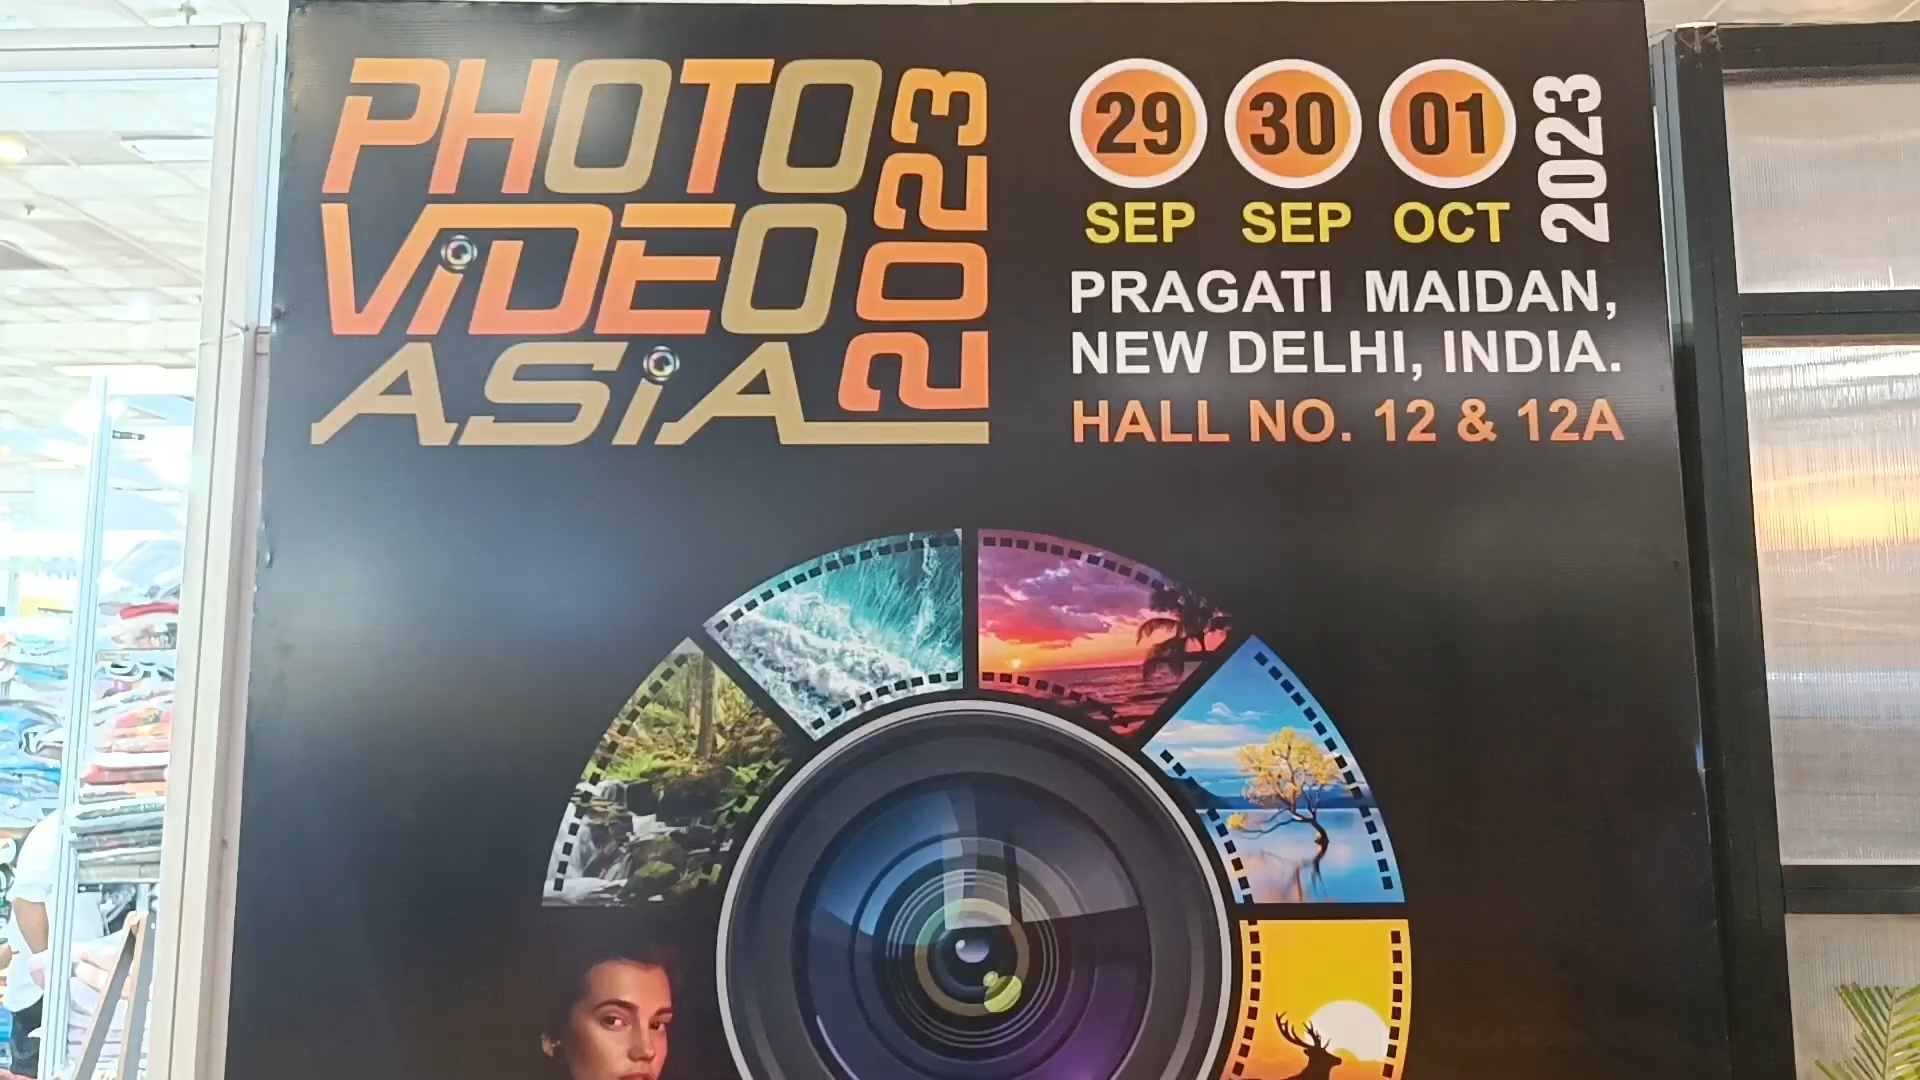 PHOTO
ViDEO
ASiA
2023
29 30 01
SEP SEP OCT
2023
PRAGATI MAIDAN,
NEW DELHI, INDIA.
HALL NO. 12 & 12A